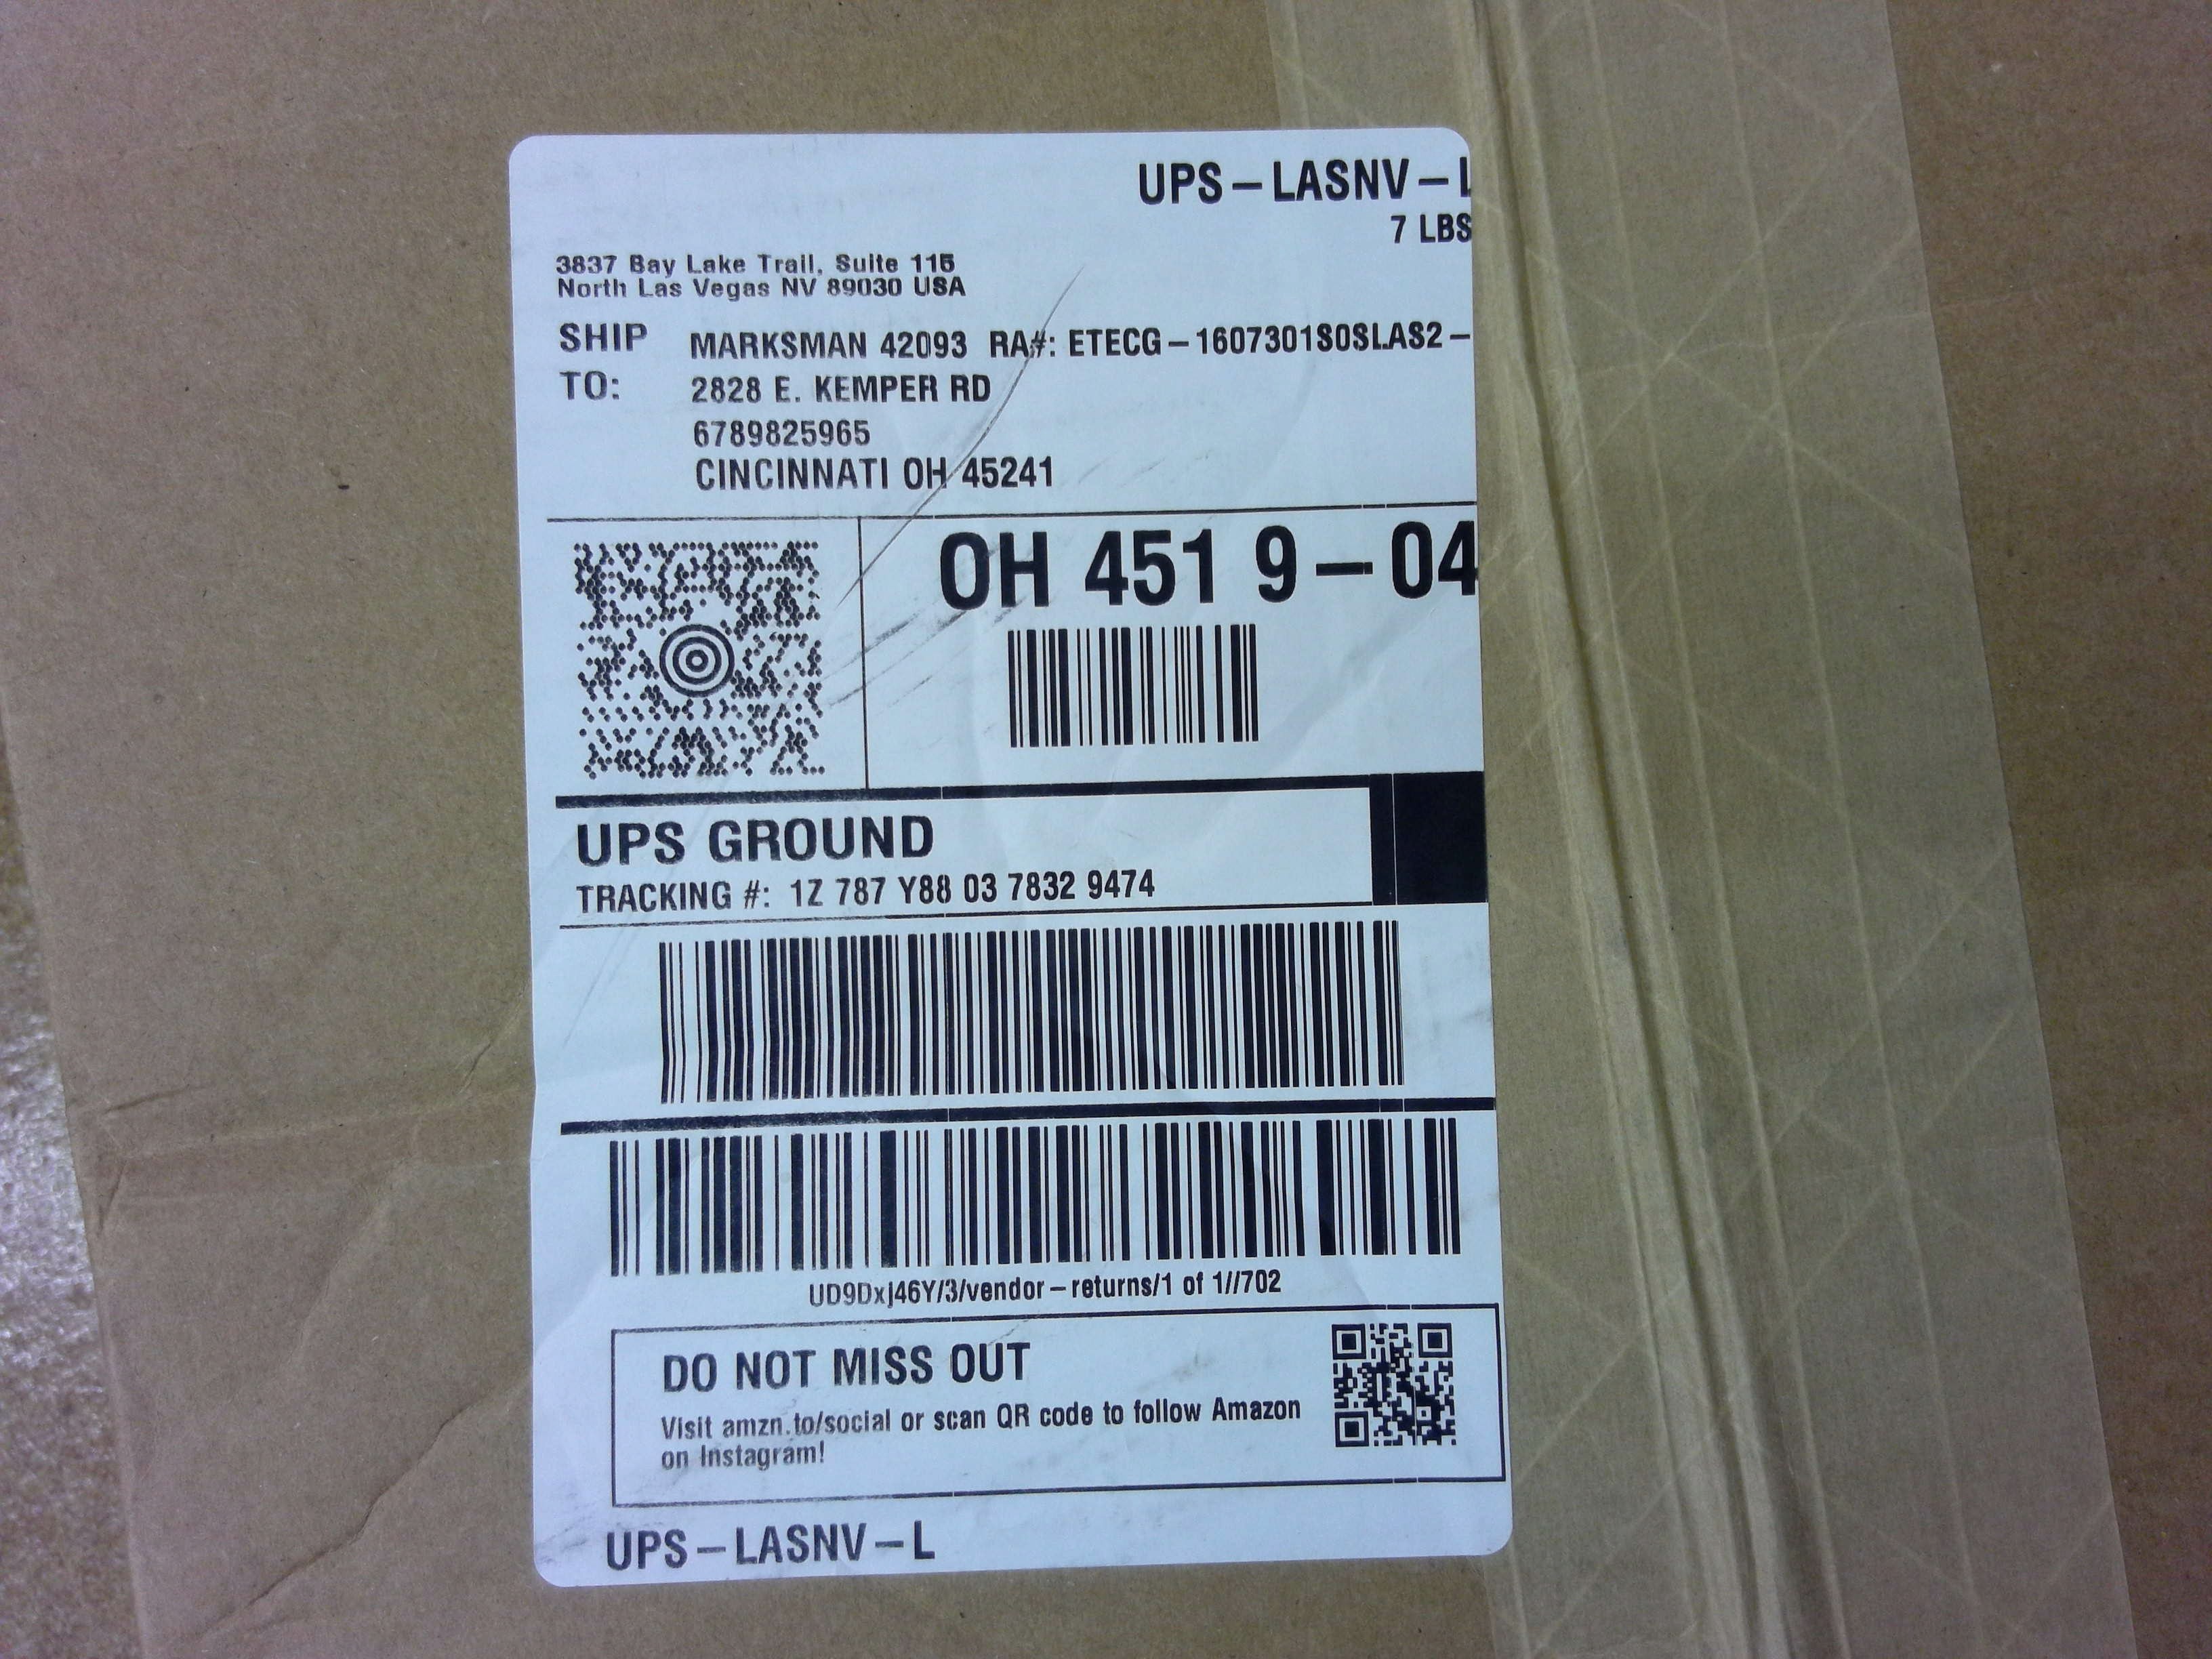 UPS – LASNV – L
7 LBS
3837 Bay Lake Trail, Suite 115
North Las Vegas NV 89030 USA
SHIP TO:
MARKSMAN 42093 RA#: ETECG – 1607301S0SLAS2 –
2828 E. KEMPER RD
6789825965
CINCINNATI OH 45241
OH 451 9 – 04
UPS GROUND
TRACKING #: 1Z 787 Y88 03 7832 9474
UD9DxJ46Y/3/vendor – returns/1 of 1//702
DO NOT MISS OUT
Visit amzn.to/social or scan QR code to follow Amazon
on Instagram!
UPS – LASNV – L